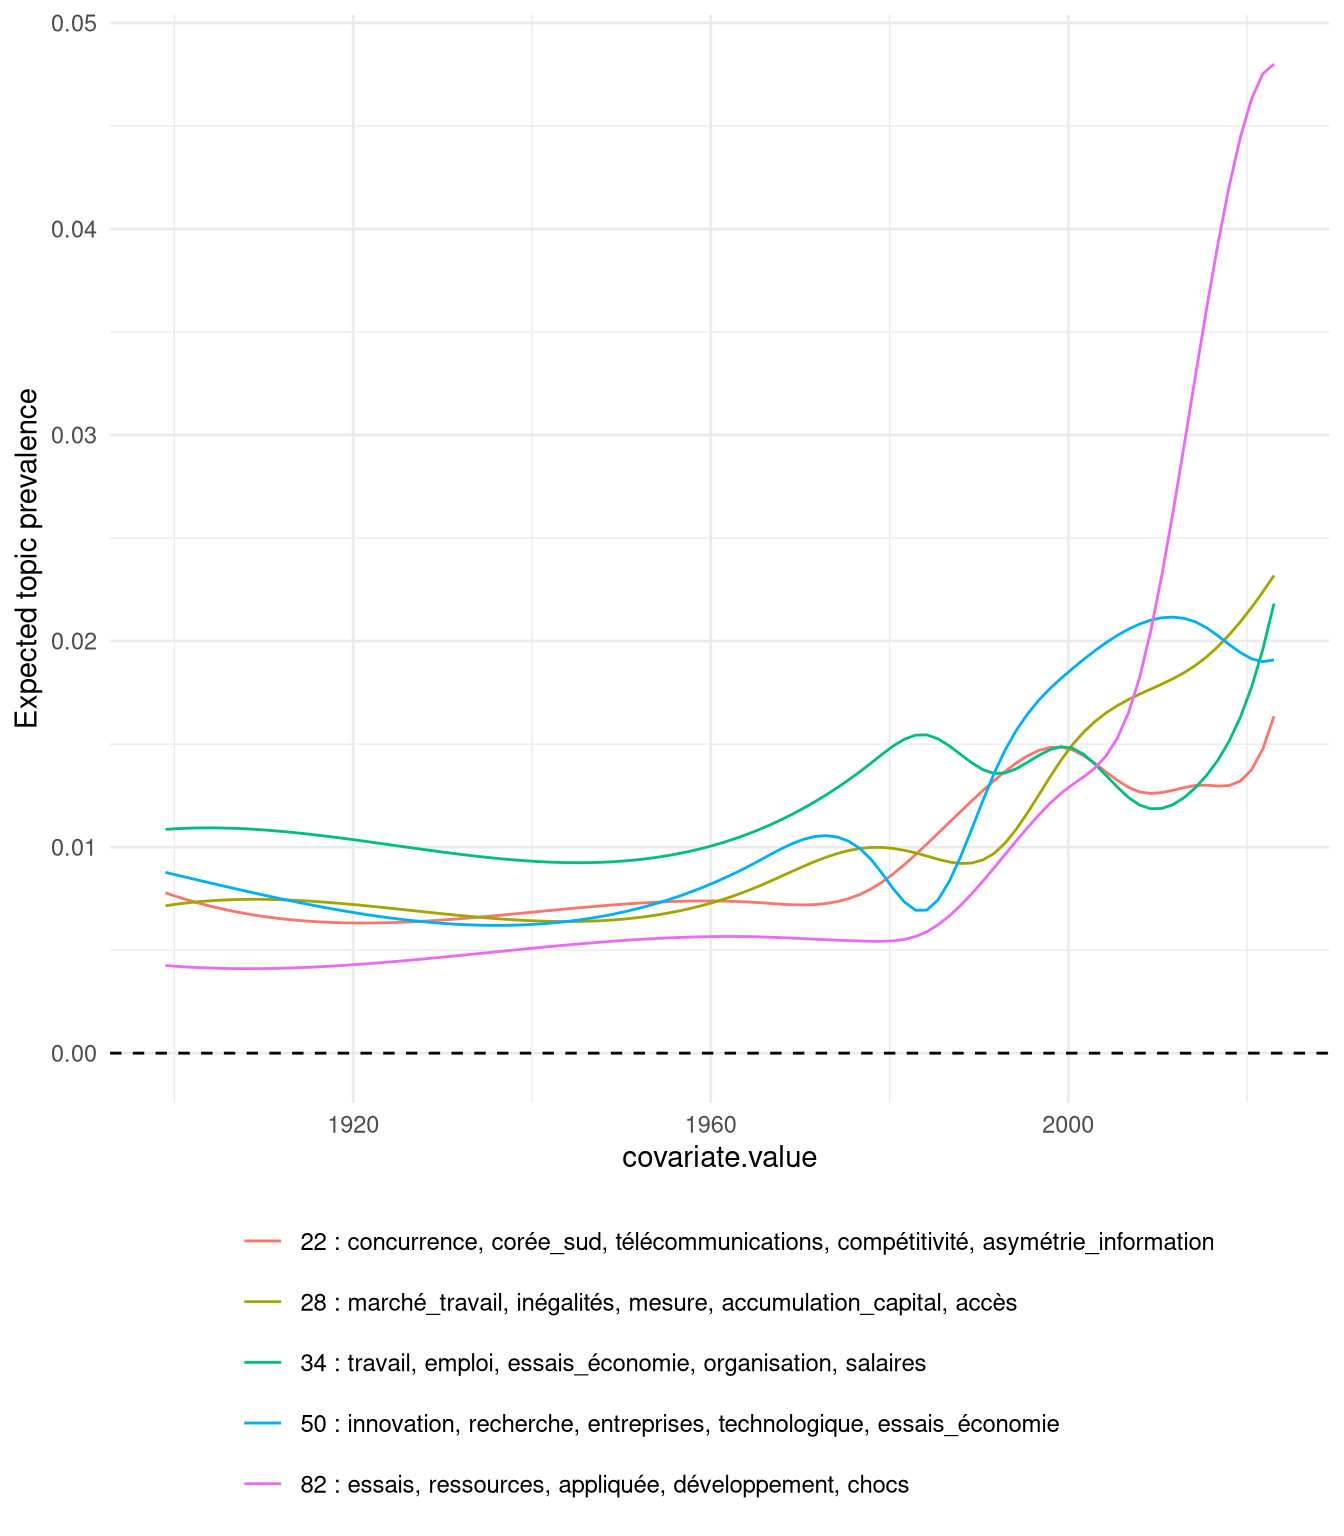 0.05
0.04
0.03
0.02
0.01
0.00
Expected topic prevalence
1920 1960 2000
covariate.value
22 : concurrence, corée_sud, télécommunications, compétitivité, asymétrie_information
28 : marché_travail, inégalités, mesure, accumulation_capital, accès
34 : travail, emploi, essais_économie, organisation, salaires
50 : innovation, recherche, entreprises, technologique, essais_économie
82 : essais, ressources, appliquée, développement, chocs